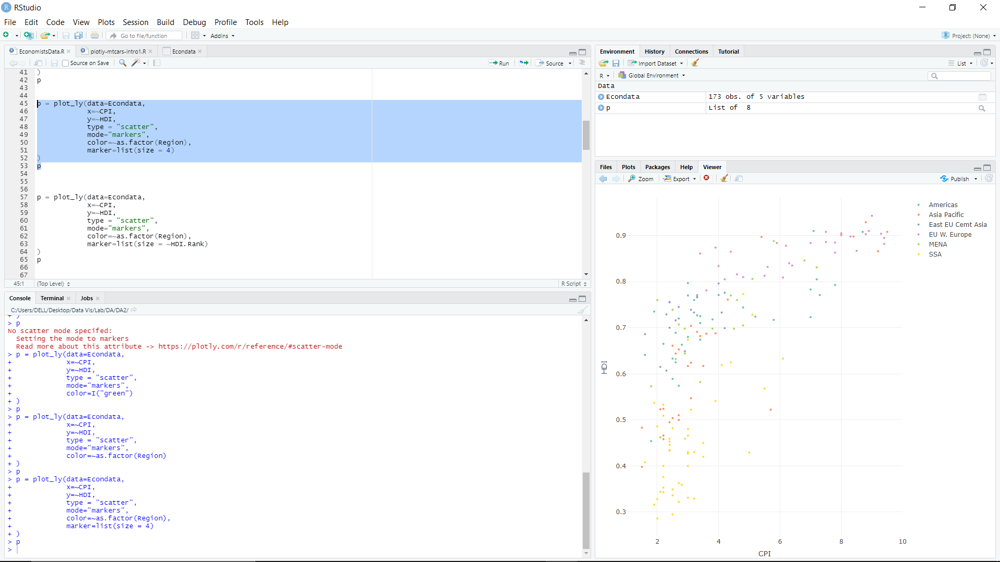 RStudio
File Edit Code View Plots Session Build Debug Profile Tools Help
Go to file/function Addins Project: (None)
EconomistsData.R plotly-mtcars-intro1.R Econdata
Source on Save Run Source
41 )
42 p
43
44
45 p = plot_ly(data=Econdata,
46 x=~CPI,
47 y=~HDI,
48 type = "scatter",
49 mode="markers",
50 color=~as.factor(Region),
51 marker=list(size = 4)
52 )
53 p
54
55
56
57 p = plot_ly(data=Econdata,
58 x=~CPI,
59 y=~HDI,
60 type = "scatter",
61 mode="markers",
62 color=~as.factor(Region),
63 marker=list(size = ~HDI.Rank)
64 )
65 p
66
67
45:1 (Top Level) R Script
Console Terminal Jobs
C:/Users/DELL/Desktop/Data Vis/Lab/DA/DA2/
+ )
> p
No scatter mode specifed:
Setting the mode to markers
Read more about this attribute -> https://plotly.com/r/reference/#scatter-mode
> p = plot_ly(data=Econdata,
+ x=~CPI,
+ y=~HDI,
+ type = "scatter",
+ mode="markers",
+ color=I("green")
+ )
> p
> p = plot_ly(data=Econdata,
+ x=~CPI,
+ y=~HDI,
+ type = "scatter",
+ mode="markers",
+ color=~as.factor(Region)
+ )
> p
> p = plot_ly(data=Econdata,
+ x=~CPI,
+ y=~HDI,
+ type = "scatter",
+ mode="markers",
+ color=~as.factor(Region),
+ marker=list(size = 4)
+ )
> p
>
Environment History Connections Tutorial
Import Dataset List
R Global Environment
Data
Econdata 173 obs. of 5 variables
p List of 8
Files Plots Packages Help Viewer
Zoom Export Publish
Americas
Asia Pacific
East EU Cemt Asia
EU W. Europe
MENA
SSA
0.9
0.8
0.7
0.6
0.5
0.4
0.3
HDI
2 4 6 8 10
CPI